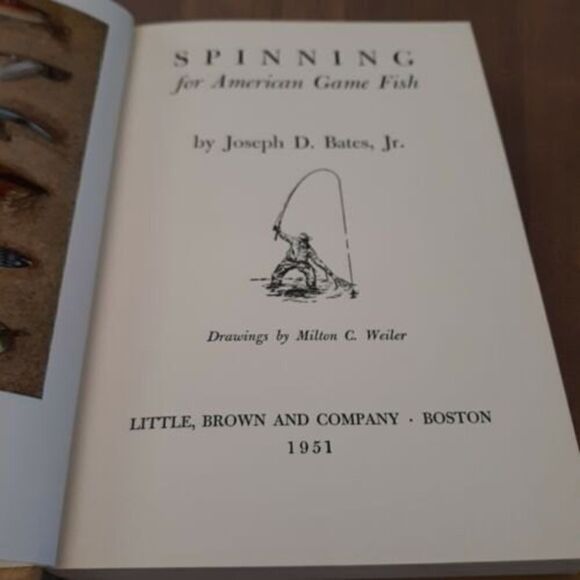 SPINNING
for American Game Fish
by Joseph D. Bates, Jr.
Drawings by Milton C. Weiler
LITTLE, BROWN AND COMPANY · BOSTON
1951